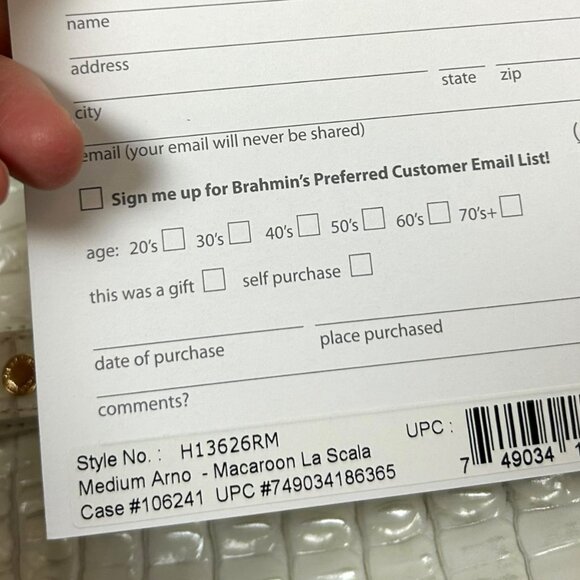 name
address
city state zip
email (your email will never be shared) (
Sign me up for Brahmin's Preferred Customer Email List!
age: 20's 30's 40's 50's 60's 70's+
this was a gift self purchase
date of purchase place purchased
comments?
Style No. : H13626RM UPC :
Medium Arno - Macaroon La Scala
Case #106241 UPC #749034186365
7 49034 1